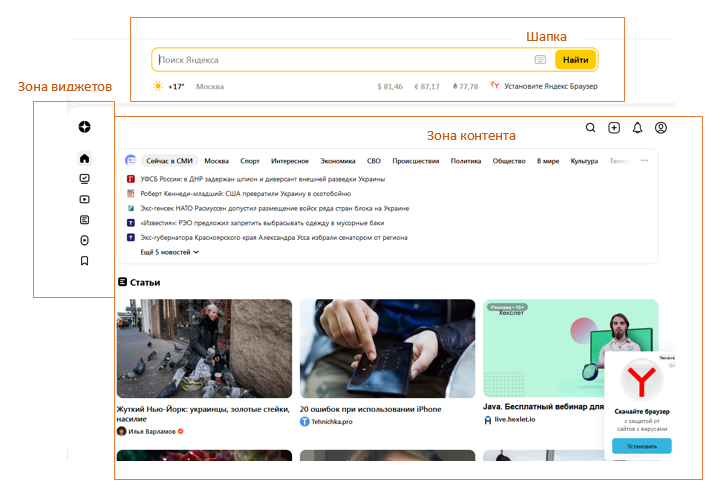 Шапка
Поиск Яндекса
Найти
+17° Москва $ 81,46 € 87,17 77,78 Установите Яндекс Браузер
Зона виджетов
Зона контента
Сейчас в СМИ Москва Спорт Интересное Экономика СВО Происшествия Политика Общество В мире Культура Техно ···
УФСБ России: в ДНР задержан шпион и диверсант внешней разведки Украины
Роберт Кеннеди-младший: США превратили Украину в скотобойню
Экс-генсек НАТО Расмуссен допустил размещение войск ряда стран блока на Украине
«Известия»: РЭО предложил запретить выбрасывать одежду в мусорные баки
Экс-губернатора Красноярского края Александра Усса избрали сенатором от региона
Ещё 5 новостей
Статьи
Реклама • 16+
Хекслет
Жуткий Нью-Йорк: украинцы, золотые стейки, насилие
Илья Варламов
20 ошибок при использовании iPhone
Tehnichka.pro
Java. Бесплатный вебинар для
live.hexlet.io
Реклама
Скачайте браузер
с защитой от
сайтов с вирусами
Установить